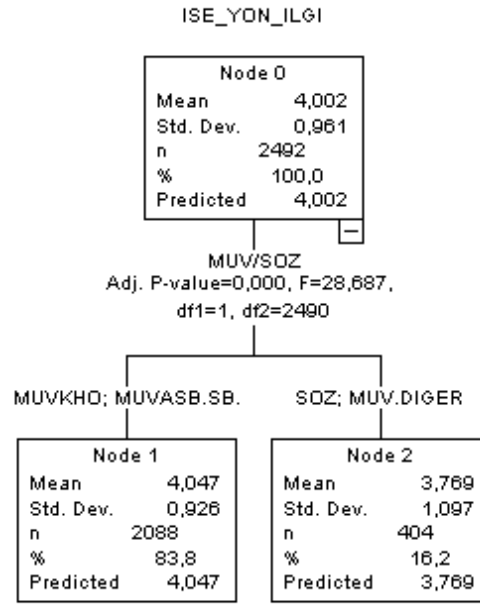 ISE_YON_ILGI
Node 0
Mean 4,002
Std. Dev. 0,961
n 2492
% 100,0
Predicted 4,002
MUV/SOZ
Adj. P-value=0,000, F=28,687,
df1=1, df2=2490
MUVKHO; MUVASB.SB.
SOZ; MUV.DIGER
Node 1
Mean 4,047
Std. Dev. 0,926
n 2088
% 83,8
Predicted 4,047
Node 2
Mean 3,769
Std. Dev. 1,097
n 404
% 16,2
Predicted 3,769